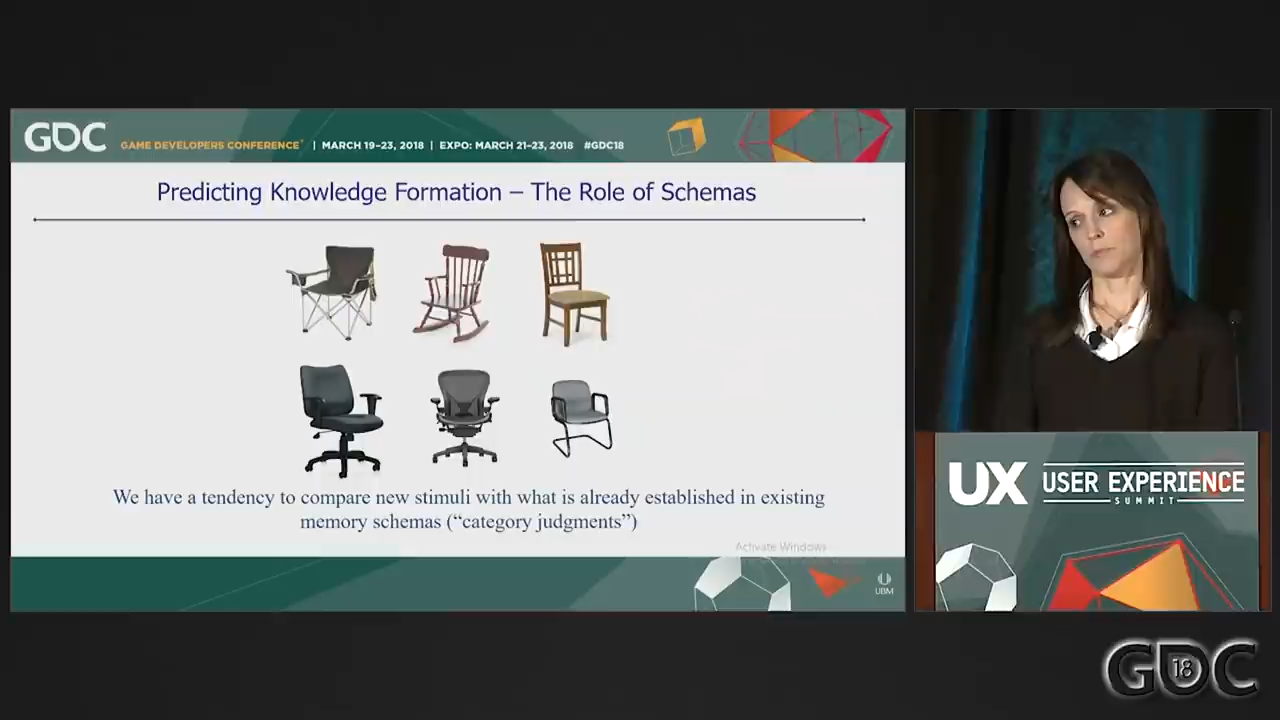 GDC
GAME DEVELOPERS CONFERENCE | MARCH 19–23, 2018 | EXPO: MARCH 21–23, 2018 #GDC18
Predicting Knowledge Formation – The Role of Schemas
We have a tendency to compare new stimuli with what is already established in existing
memory schemas (“category judgments”)
Activate Windows
UBM
UX USER EXPERIENCE
SUMMIT
GDC
18